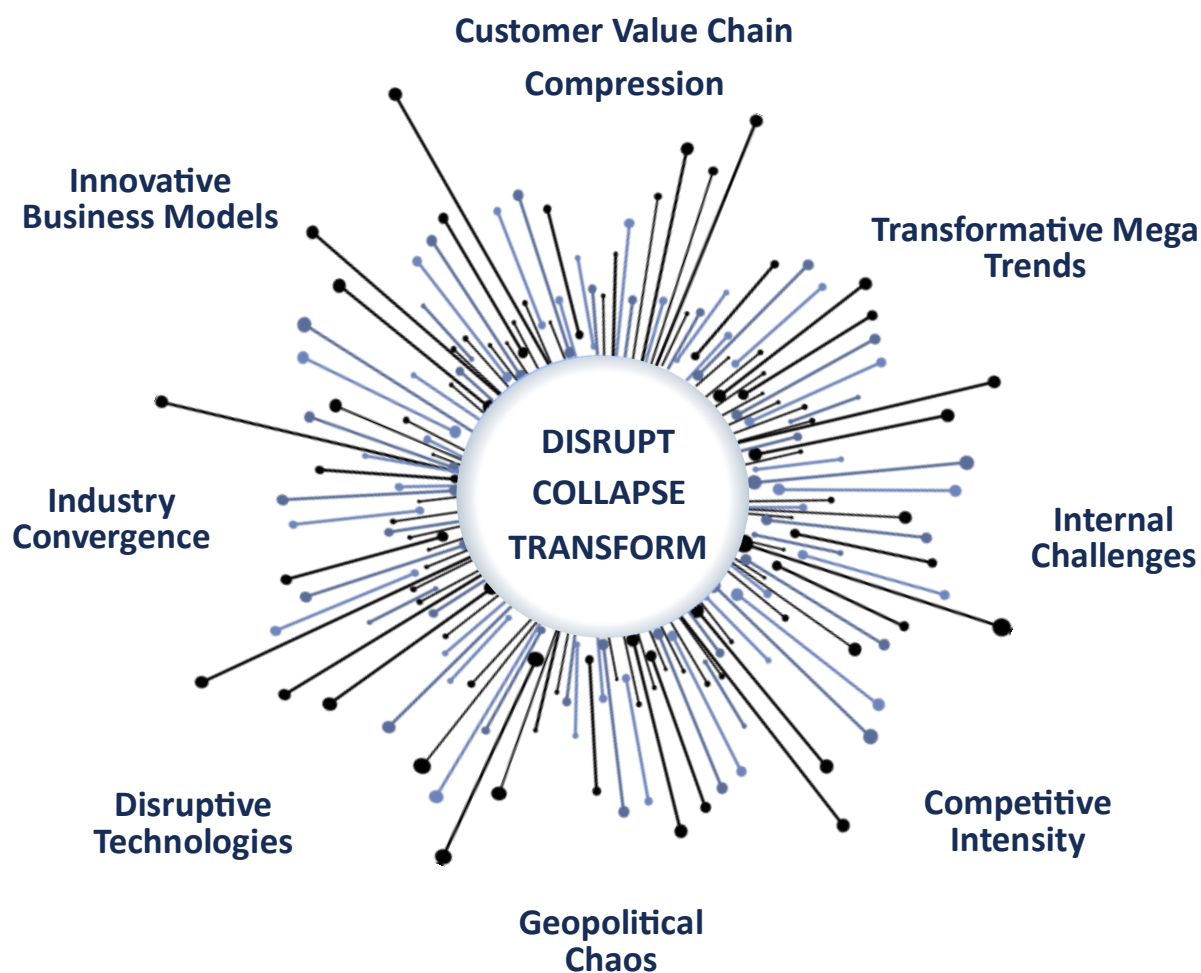 Customer Value Chain
Compression
Innovative
Business Models
Transformative Mega
Trends
DISRUPT
COLLAPSE
TRANSFORM
Industry
Convergence
Internal
Challenges
Disruptive
Technologies
Competitive
Intensity
Geopolitical
Chaos